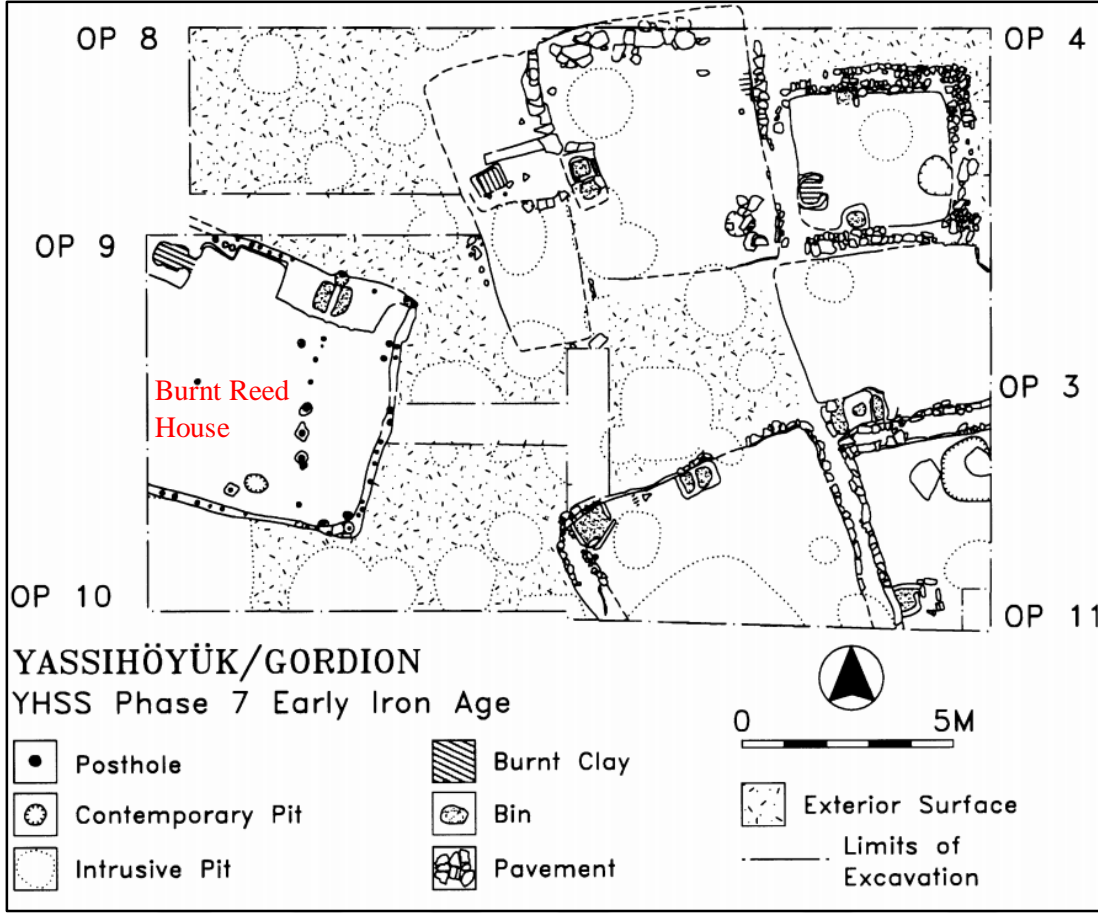 OP 8
OP 4
OP 9
Burnt Reed
House
OP 3
OP 10
OP 11
YASSIHÖYÜK/GORDION
YHSS Phase 7 Early Iron Age
0 5M
Posthole
Burnt Clay
Contemporary Pit
Bin
Exterior Surface
Intrusive Pit
Pavement
Limits of
Excavation